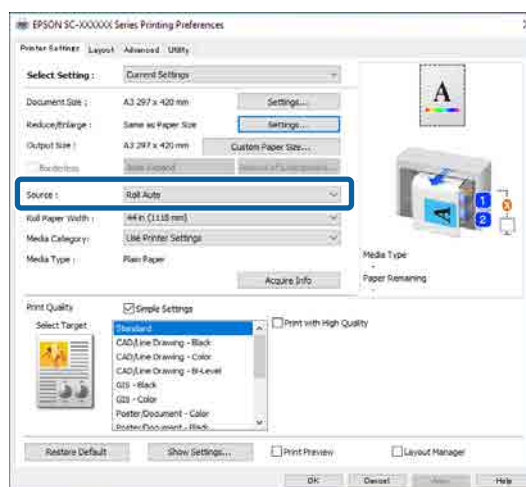 EPSON SC-XXXXXX Series Printing Preferences
Printer Settings Layout Advanced Utility
Select Setting : Current Settings
Document Size : A3 297 x 420 mm Settings...
Reduce/Enlarge : Same as Paper Size Settings...
Output Size : A3 297 x 420 mm Custom Paper Size...
Borderless
Source : Roll Auto
Roll Paper Width : 44 in (1118 mm)
Media Category: Use Printer Settings
Media Type : Plain Paper
Acquire Info
A
A
1
2
Media Type
-
Paper Remaining
-
Print Quality Simple Settings
Select Target
Standard
CAD/Line Drawing - Black
CAD/Line Drawing - Color
CAD/Line Drawing - Bi-Level
GIS - Black
GIS - Color
Poster/Document - Color
Poster/Document - Black
Print with High Quality
Restore Default Show Settings... Print Preview Layout Manager
OK Cancel Help